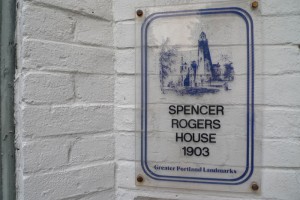 SPENCER
ROGERS
HOUSE
1903
Greater Portland Landmarks